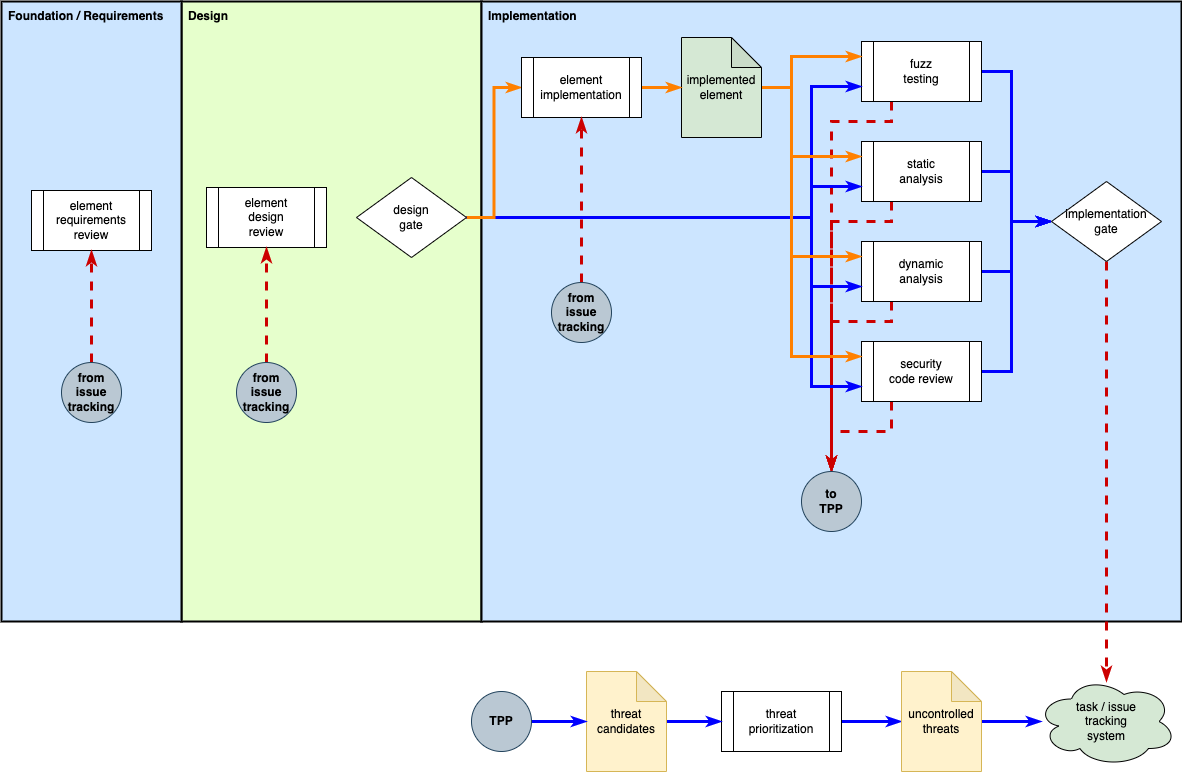 Foundation / Requirements
Design
Implementation
element
requirements
review
from
issue
tracking
element
design
review
from
issue
tracking
design
gate
element
implementation
from
issue
tracking
implemented
element
fuzz
testing
static
analysis
dynamic
analysis
security
code review
to
TPP
implementation
gate
TPP
threat
candidates
threat
prioritization
uncontrolled
threats
task / issue
tracking
system